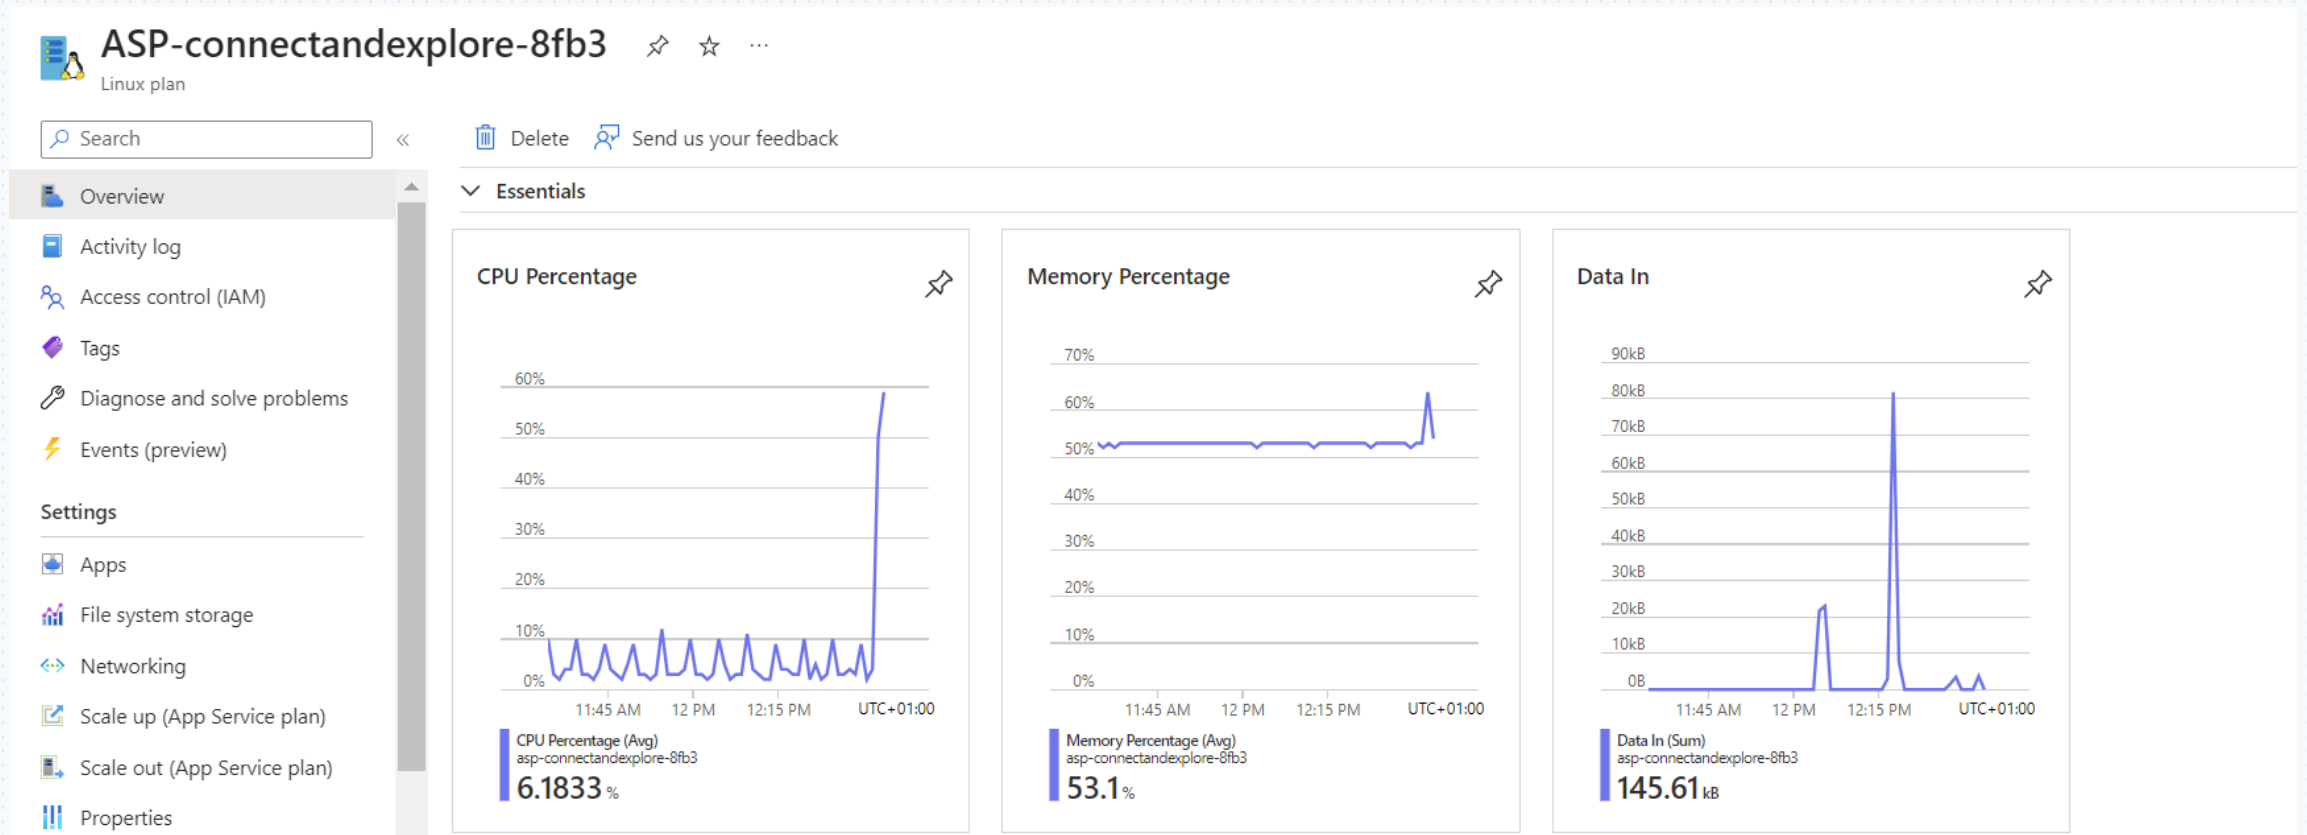 ASP-connectandexplore-8fb3
Linux plan
Search
Delete
Send us your feedback
Overview
Activity log
Access control (IAM)
Tags
Diagnose and solve problems
Events (preview)
Settings
Apps
File system storage
Networking
Scale up (App Service plan)
Scale out (App Service plan)
Properties
Essentials
CPU Percentage
60%
50%
40%
30%
20%
10%
0%
11:45 AM 12 PM 12:15 PM UTC+01:00
CPU Percentage (Avg)
asp-connectandexplore-8fb3
6.1833 %
Memory Percentage
70%
60%
50%
40%
30%
20%
10%
0%
11:45 AM 12 PM 12:15 PM UTC+01:00
Memory Percentage (Avg)
asp-connectandexplore-8fb3
53.1 %
Data In
90kB
80kB
70kB
60kB
50kB
40kB
30kB
20kB
10kB
0B
11:45 AM 12 PM 12:15 PM UTC+01:00
Data In (Sum)
asp-connectandexplore-8fb3
145.61 kB